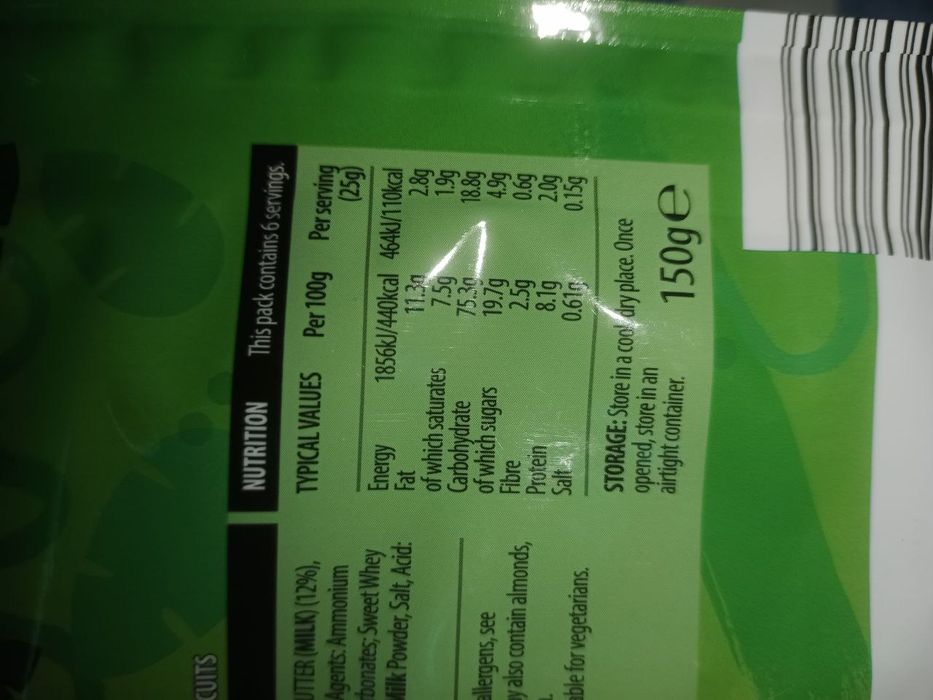 CUITS
UTTER (MILK) (12%),
Agents: Ammonium
rbonates; Sweet Whey
Milk Powder, Salt, Acid:
allergens, see
ay also contain almonds,
able for vegetarians.
NUTRITION This pack contains 6 servings.
TYPICAL VALUES Per 100g Per serving
(25g)
Energy 1856kJ/440kcal 464kJ/110kcal
Fat 11.3g 2.8g
of which saturates 7.5g 1.9g
Carbohydrate 75.3g 18.8g
of which sugars 19.7g 4.9g
Fibre 2.5g 0.6g
Protein 8.1g 2.0g
Salt 0.61g 0.15g
STORAGE: Store in a cool dry place. Once
opened, store in an
airtight container.
150g e